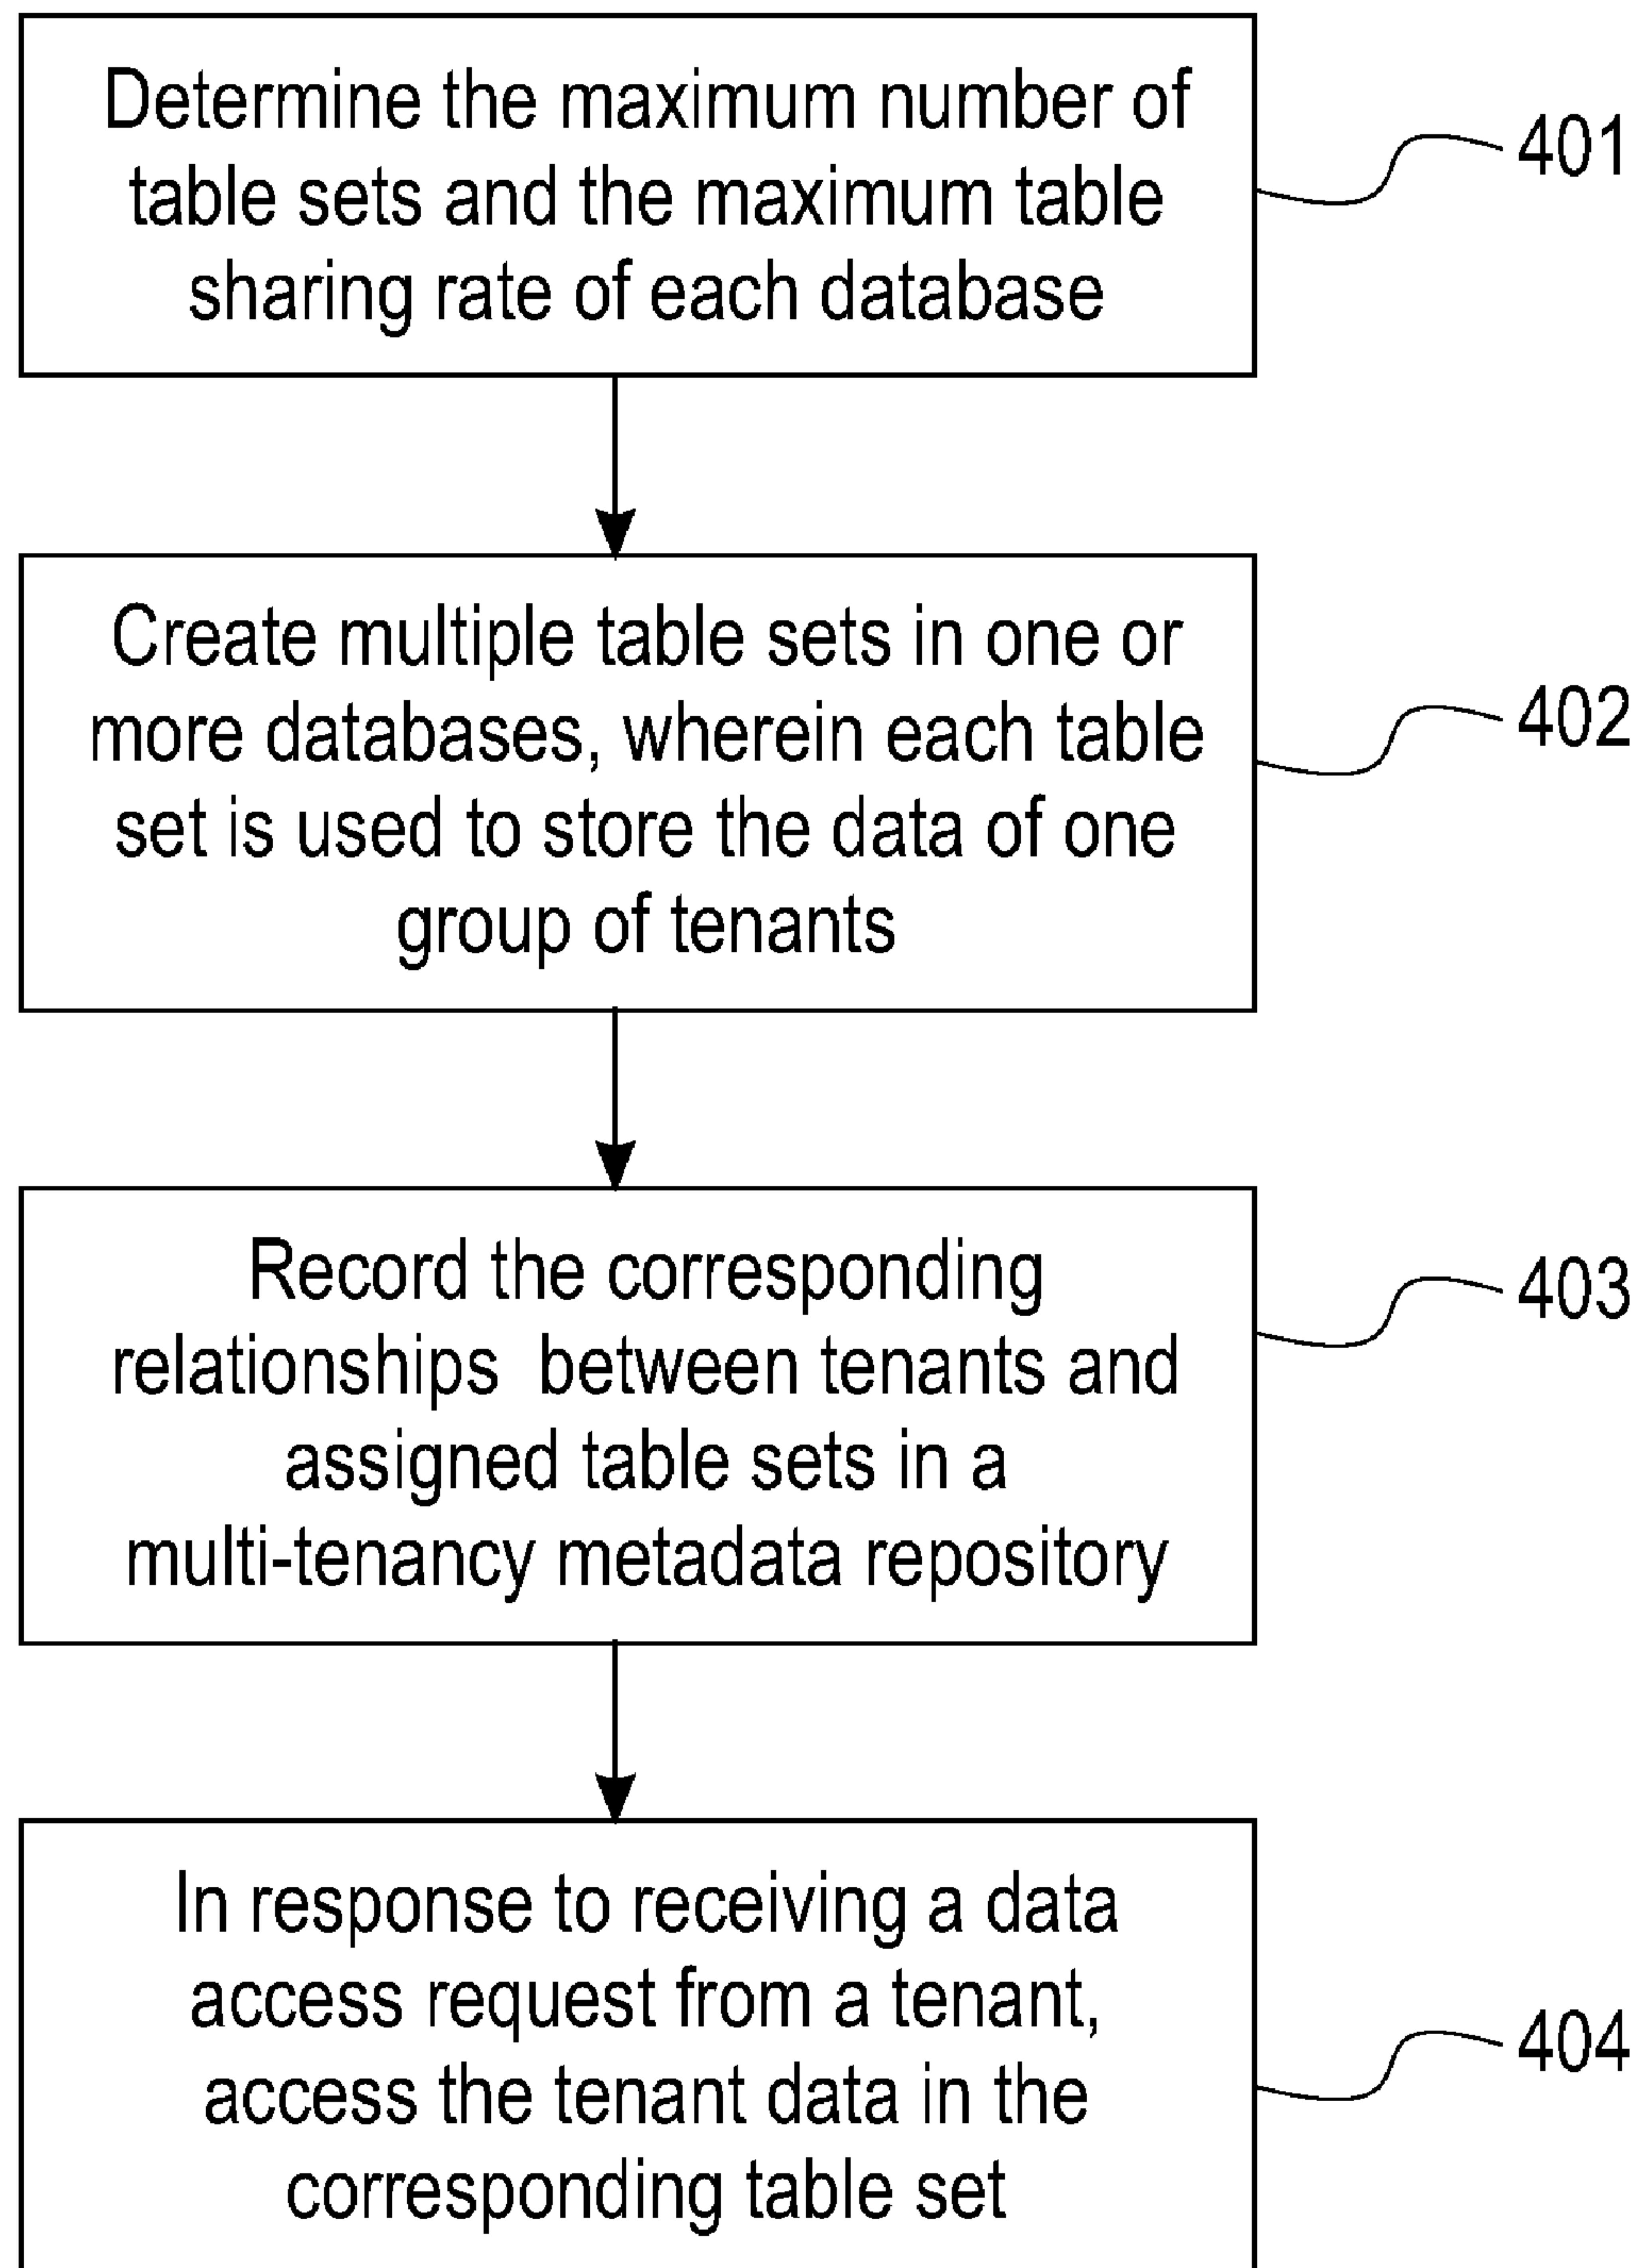 Determine the maximum number of
table sets and the maximum table
sharing rate of each database
401
Create multiple table sets in one or
more databases, wherein each table
set is used to store the data of one
group of tenants
402
Record the corresponding
relationships between tenants and
assigned table sets in a
multi-tenancy metadata repository
403
In response to receiving a data
access request from a tenant,
access the tenant data in the
corresponding table set
404